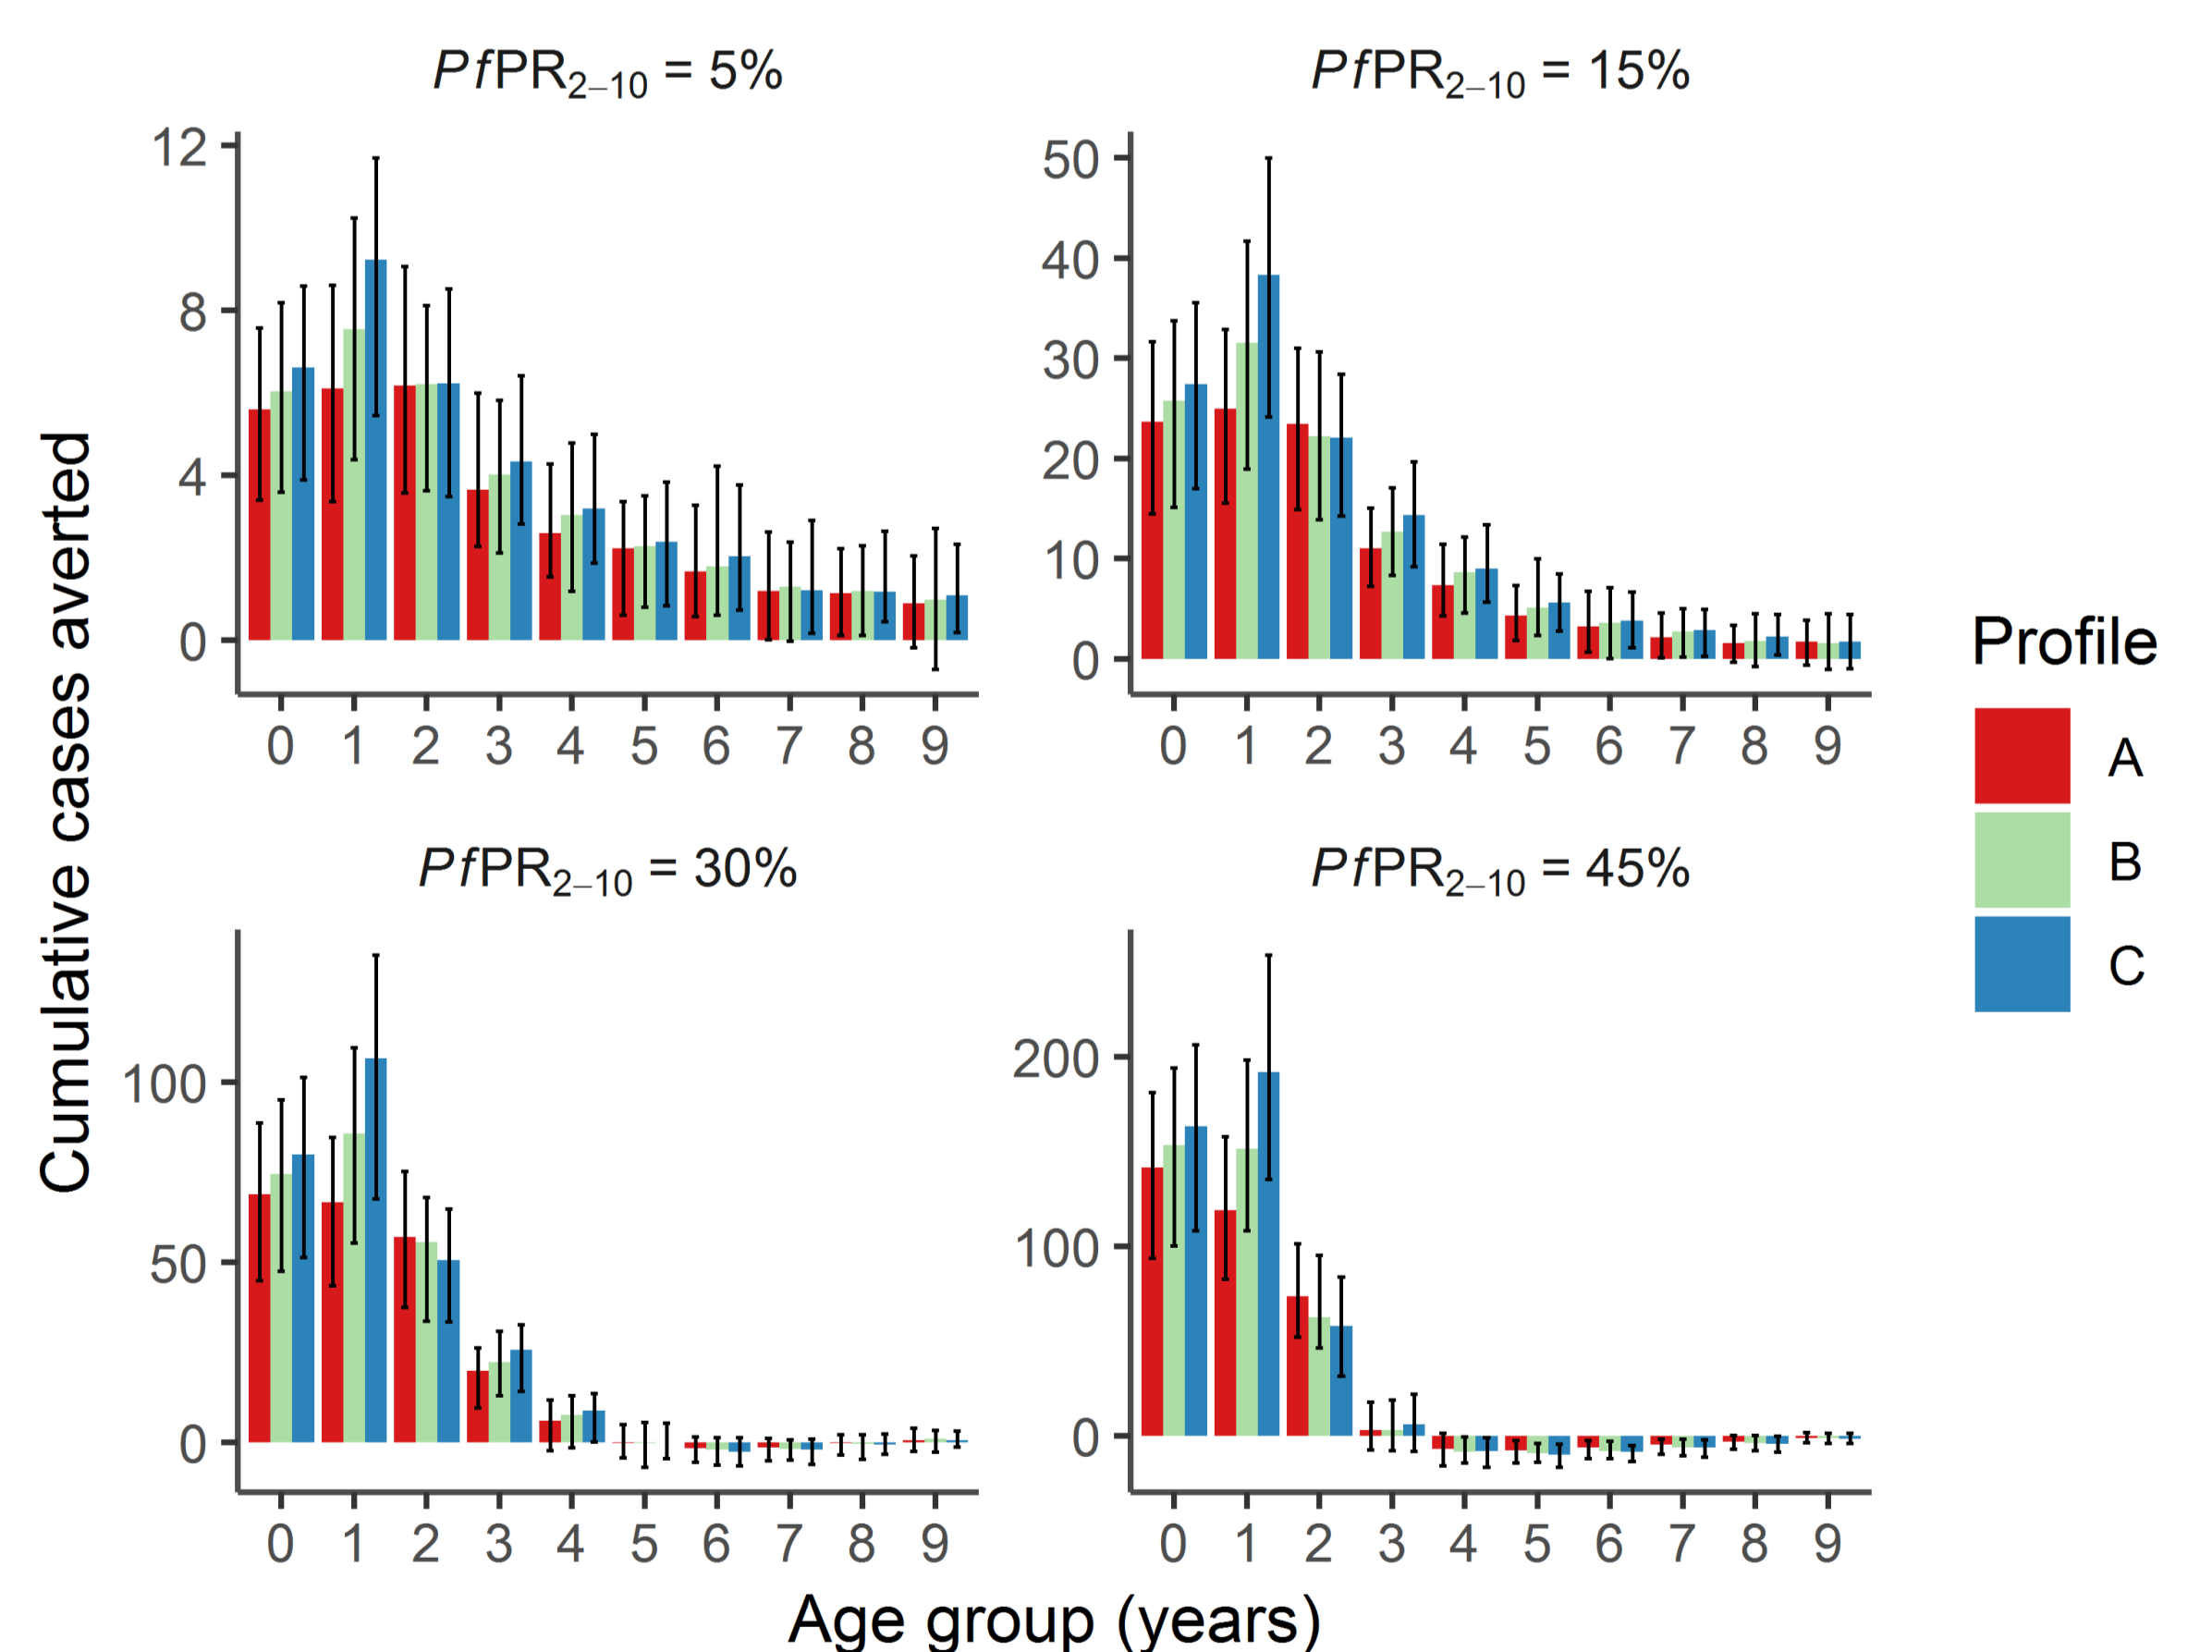 PfPR2–10 = 5%
PfPR2–10 = 15%
12
8
4
0
50
40
30
20
10
0
0 1 2 3 4 5 6 7 8 9
0 1 2 3 4 5 6 7 8 9
Cumulative cases averted
PfPR2–10 = 30%
PfPR2–10 = 45%
100
50
0
200
100
0
0 1 2 3 4 5 6 7 8 9
0 1 2 3 4 5 6 7 8 9
Age group (years)
Profile
A
B
C